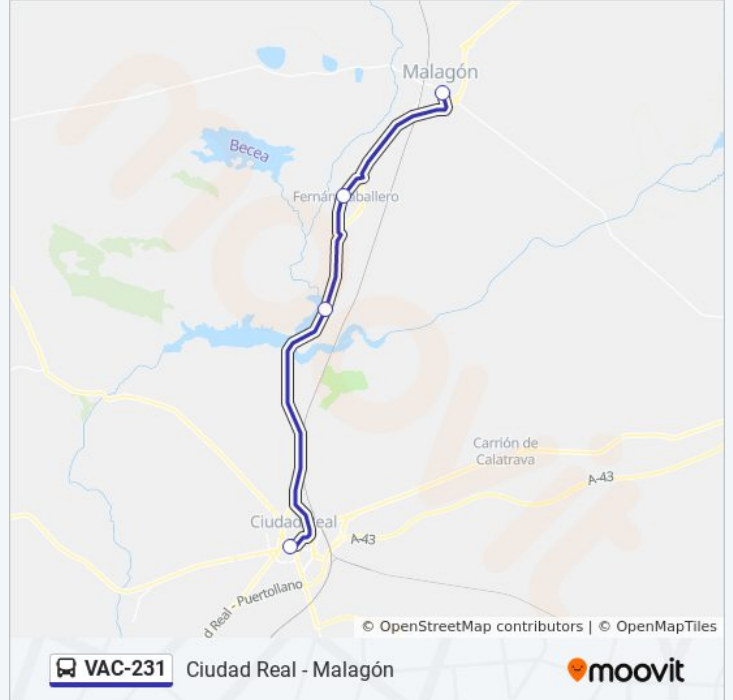 Malagón
Becea
Fernán Caballero
Carrión de
Calatrava
A-43
Ciudad Real
A-43
d Real - Puertollano
© OpenStreetMap contributors | © OpenMapTiles
VAC-231 Ciudad Real - Malagón
moovit
moovit